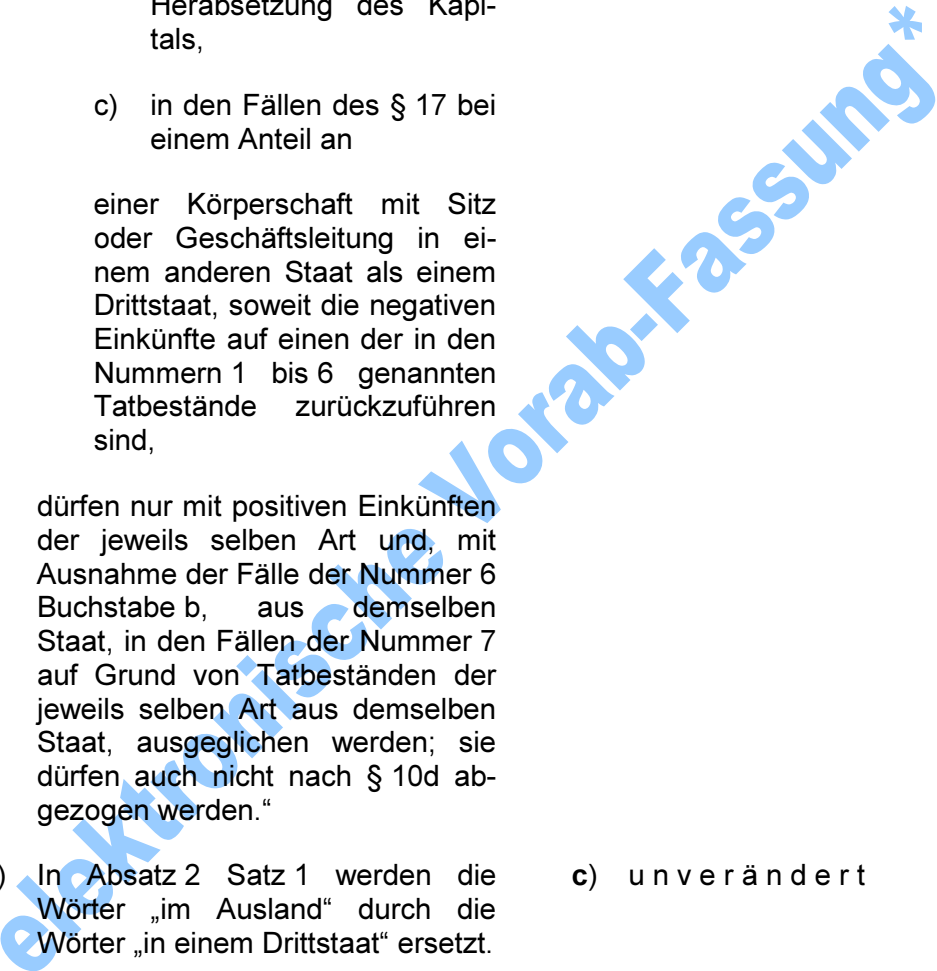 Herabsetzung des Kapi-
tals,
c) in den Fällen des § 17 bei
einem Anteil an
einer Körperschaft mit Sitz
oder Geschäftsleitung in ei-
nem anderen Staat als einem
Drittstaat, soweit die negativen
Einkünfte auf einen der in den
Nummern 1 bis 6 genannten
Tatbestände zurückzuführen
sind,
dürfen nur mit positiven Einkünften
der jeweils selben Art und, mit
Ausnahme der Fälle der Nummer 6
Buchstabe b, aus demselben
Staat, in den Fällen der Nummer 7
auf Grund von Tatbeständen der
jeweils selben Art aus demselben
Staat, ausgeglichen werden; sie
dürfen auch nicht nach § 10d ab-
gezogen werden.“
) In Absatz 2 Satz 1 werden die
Wörter „im Ausland“ durch die
Wörter „in einem Drittstaat“ ersetzt.
c) u n v e r ä n d e r t
elektronische Vorab-Fassung*